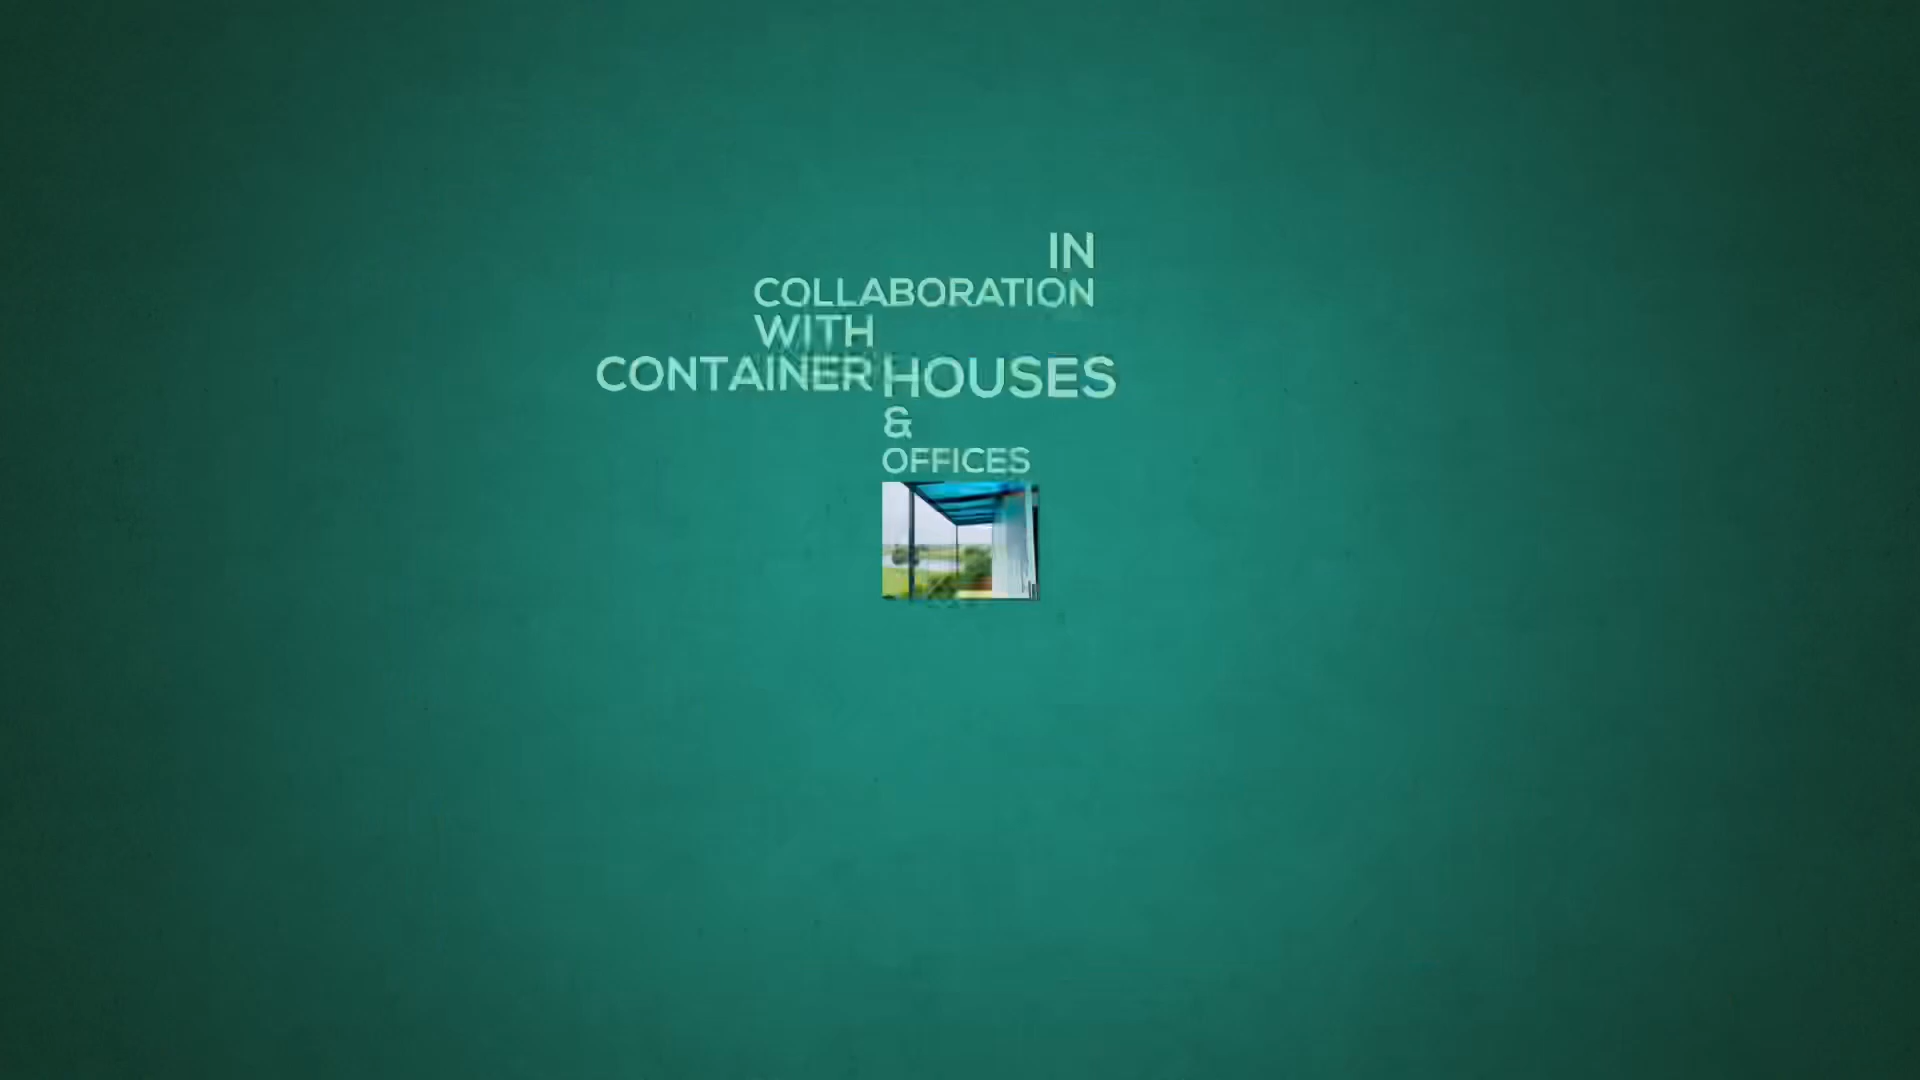 IN
COLLABORATION
WITH
CONTAINER HOUSES
&
OFFICES